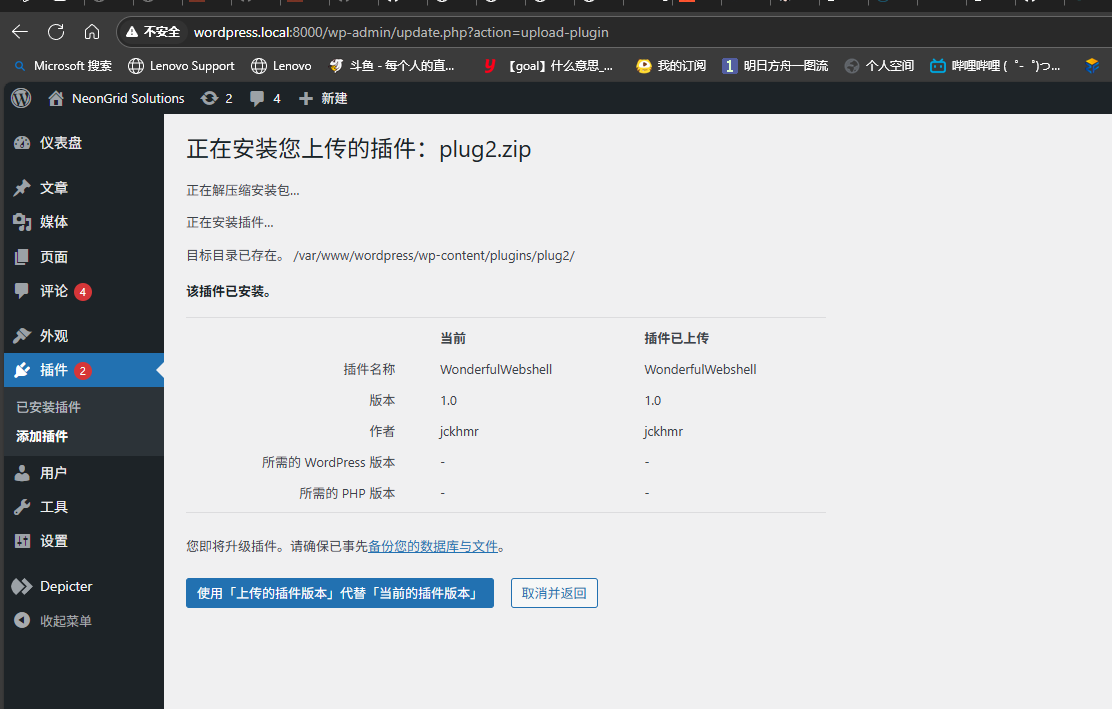 不安全 wordpress.local:8000/wp-admin/update.php?action=upload-plugin
Microsoft 搜索 Lenovo Support Lenovo 斗鱼 - 每个人的直... 【goal】什么意思_... 我的订阅 1 明日方舟一图流 个人空间 哔哩哔哩 (゜-゜)つ...
NeonGrid Solutions 2 4 新建
仪表盘
文章
媒体
页面
评论 4
外观
插件 2
已安装插件
添加插件
用户
工具
设置
Depicter
收起菜单
正在安装您上传的插件：plug2.zip
正在解压缩安装包...
正在安装插件...
目标目录已存在。 /var/www/wordpress/wp-content/plugins/plug2/
该插件已安装。
当前 插件已上传
插件名称 WonderfulWebshell WonderfulWebshell
版本 1.0 1.0
作者 jckhmr jckhmr
所需的 WordPress 版本 - -
所需的 PHP 版本 - -
您即将升级插件。请确保已事先备份您的数据库与文件。
使用「上传的插件版本」代替「当前的插件版本」 取消并返回